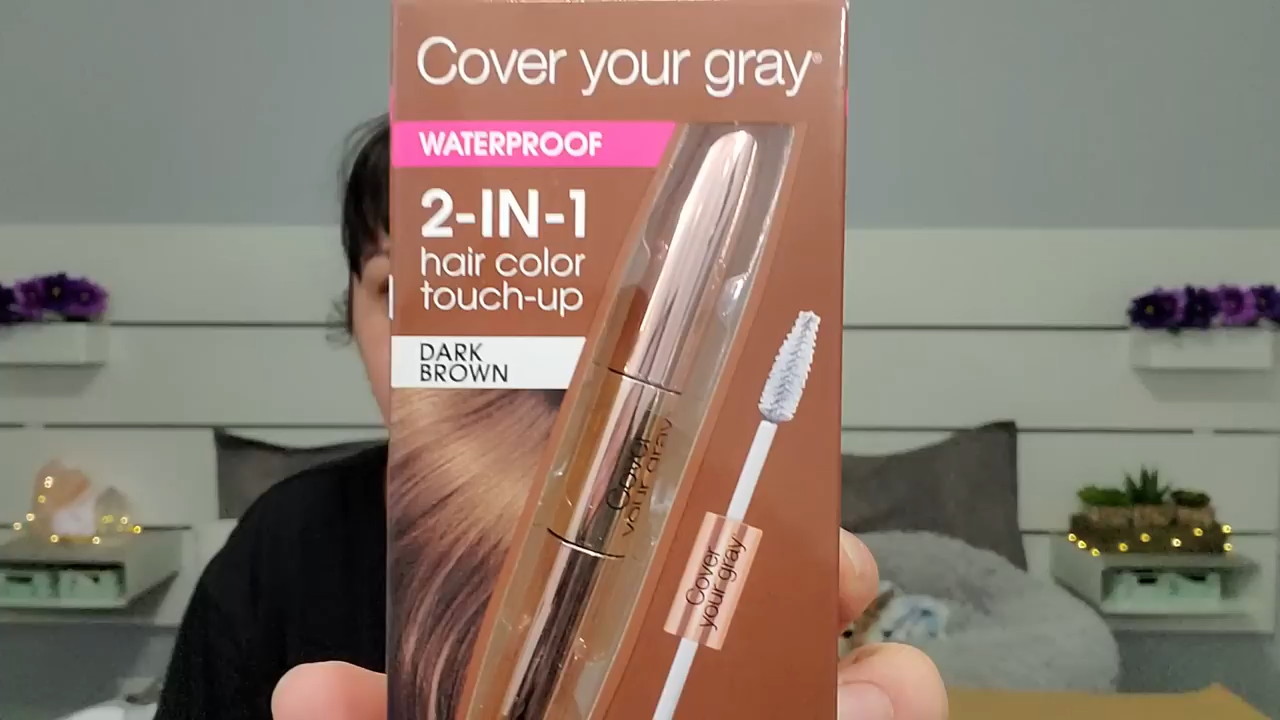 Cover your gray®
WATERPROOF
2-IN-1
hair color
touch-up
DARK
BROWN
Cover
your gray
Cover
your gray